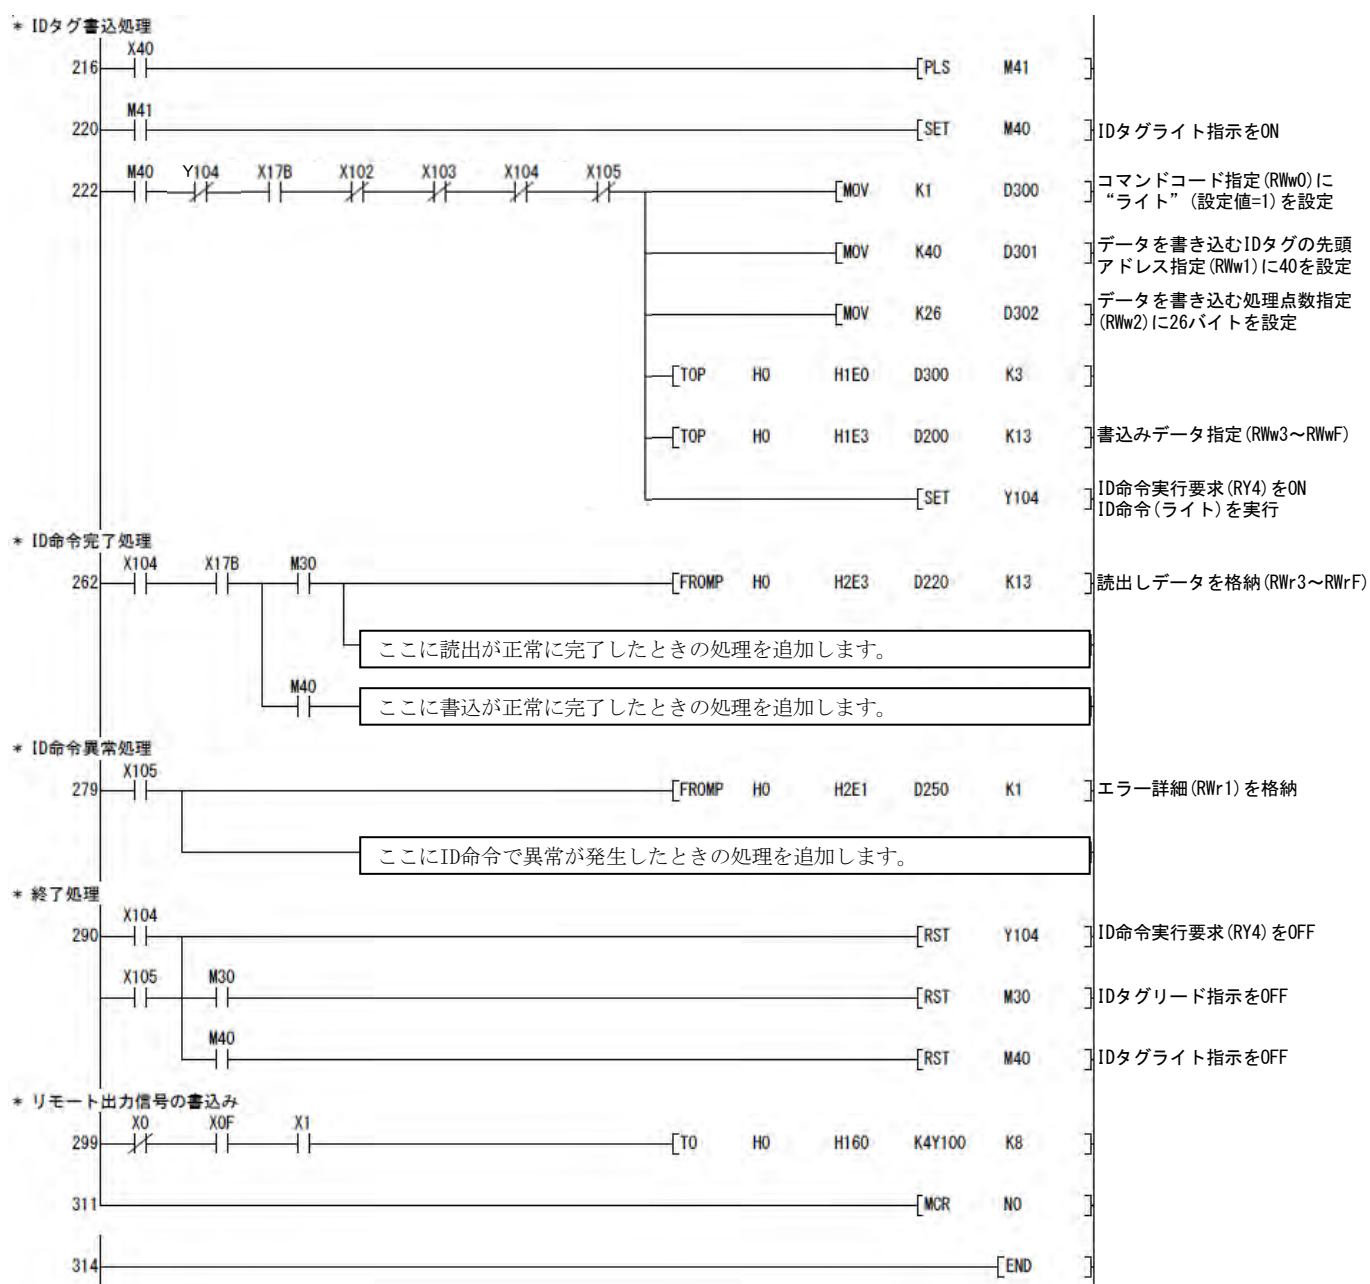 * IDタグ書込処理
X40
216 [PLS M41 ]
M41
220 [SET M40 ] IDタグライト指示をON
M40 Y104 X17B X102 X103 X104 X105
222 [MOV K1 D300 ] コマンドコード指定(RWw0)に
“ライト”(設定値=1)を設定
[MOV K40 D301 ] データを書き込むIDタグの先頭
アドレス指定(RWw1)に40を設定
[MOV K26 D302 ] データを書き込む処理点数指定
(RWw2)に26バイトを設定
[TOP H0 H1E0 D300 K3 ]
[TOP H0 H1E3 D200 K13 ] 書込みデータ指定(RWw3～RWwF)
[SET Y104 ] ID命令実行要求(RY4)をON
ID命令(ライト)を実行
* ID命令完了処理
X104 X17B M30
262 [FROMP H0 H2E3 D220 K13 ] 読出しデータを格納(RWr3～RWrF)
ここに読出が正常に完了したときの処理を追加します。
M40
ここに書込が正常に完了したときの処理を追加します。
* ID命令異常処理
X105
279 [FROMP H0 H2E1 D250 K1 ] エラー詳細(RWr1)を格納
ここにID命令で異常が発生したときの処理を追加します。
* 終了処理
X104
290 [RST Y104 ] ID命令実行要求(RY4)をOFF
X105 M30
[RST M30 ] IDタグリード指示をOFF
M40
[RST M40 ] IDタグライト指示をOFF
* リモート出力信号の書込み
X0 X0F X1
299 [TO H0 H160 K4Y100 K8 ]
311 [MCR N0 ]
314 [END ]